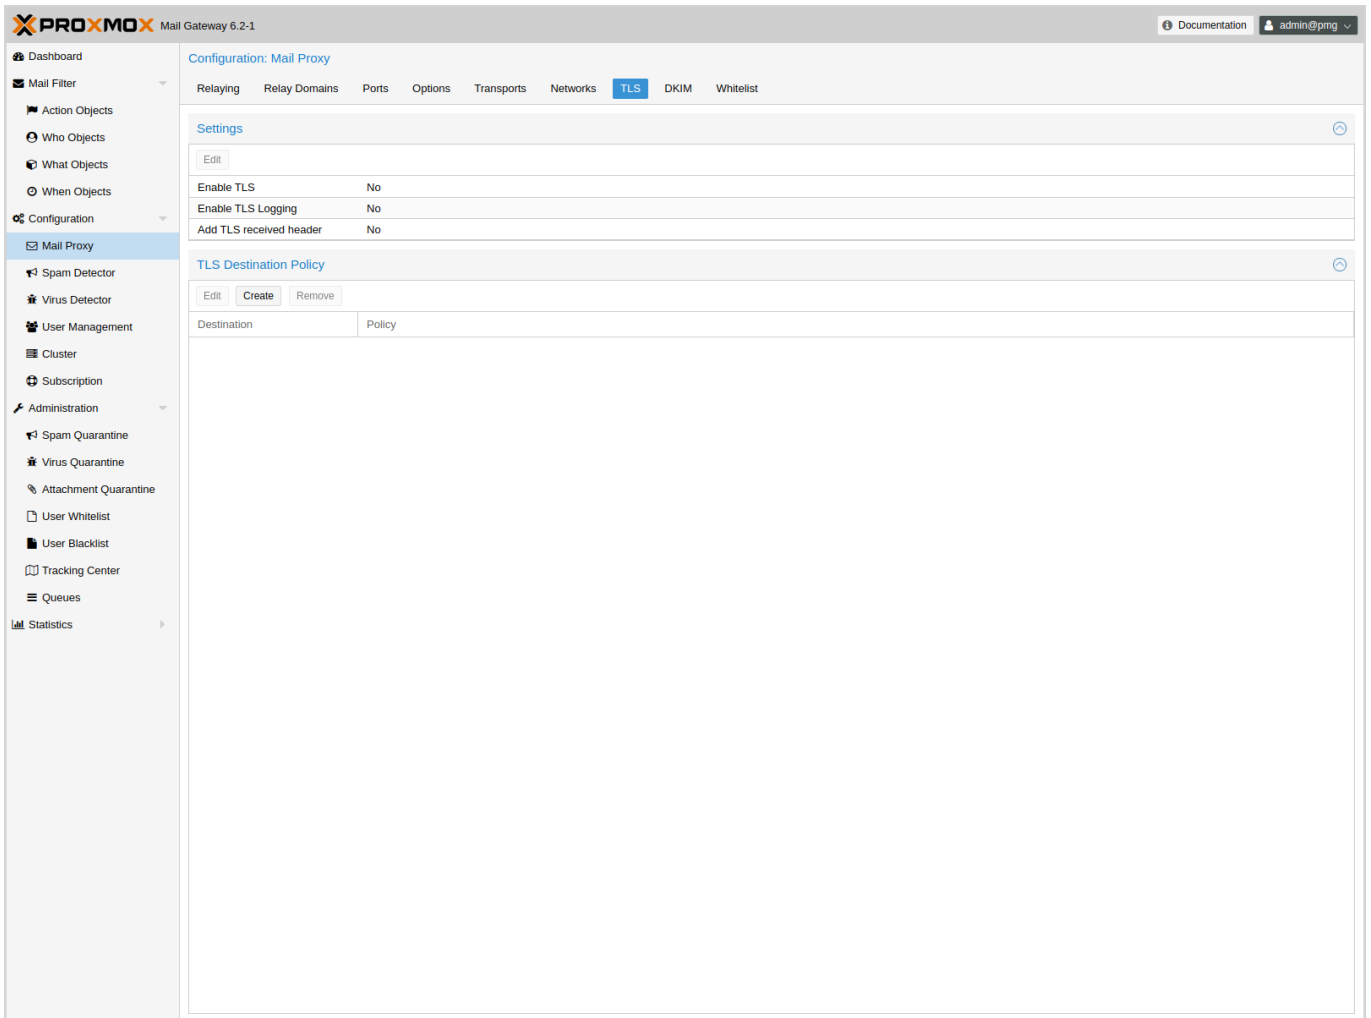 PROXMOX Mail Gateway 6.2-1
Documentation
admin@pmg
Dashboard
Mail Filter
Action Objects
Who Objects
What Objects
When Objects
Configuration
Mail Proxy
Spam Detector
Virus Detector
User Management
Cluster
Subscription
Administration
Spam Quarantine
Virus Quarantine
Attachment Quarantine
User Whitelist
User Blacklist
Tracking Center
Queues
Statistics
Configuration: Mail Proxy
Relaying Relay Domains Ports Options Transports Networks TLS DKIM Whitelist
Settings
Edit
Enable TLS No
Enable TLS Logging No
Add TLS received header No
TLS Destination Policy
Edit Create Remove
Destination Policy